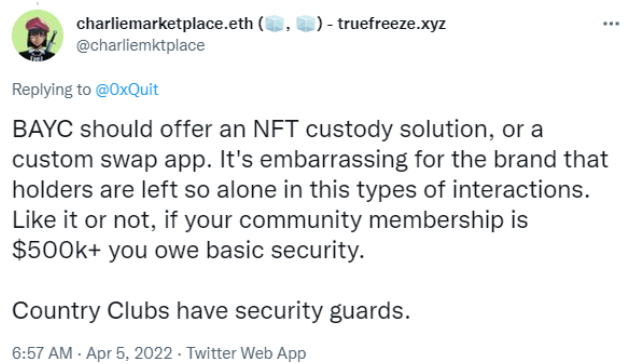 charliemarketplace.eth (🧊, 🧊) - truefreeze.xyz
@charliemktplace
Replying to @0xQuit
BAYC should offer an NFT custody solution, or a
custom swap app. It's embarrassing for the brand that
holders are left so alone in this types of interactions.
Like it or not, if your community membership is
$500k+ you owe basic security.
Country Clubs have security guards.
6:57 AM · Apr 5, 2022 · Twitter Web App